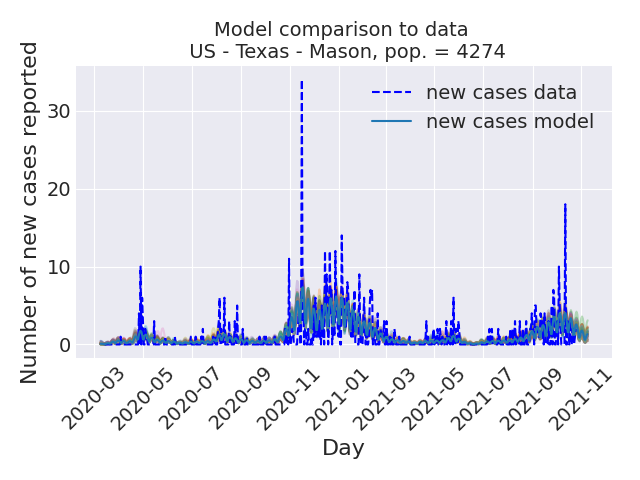 Model comparison to data
US - Texas - Mason, pop. = 4274
Number of new cases reported
30
20
10
0
new cases data
new cases model
2020-03
2020-05
2020-07
2020-09
2020-11
2021-01
2021-03
2021-05
2021-07
2021-09
2021-11
Day